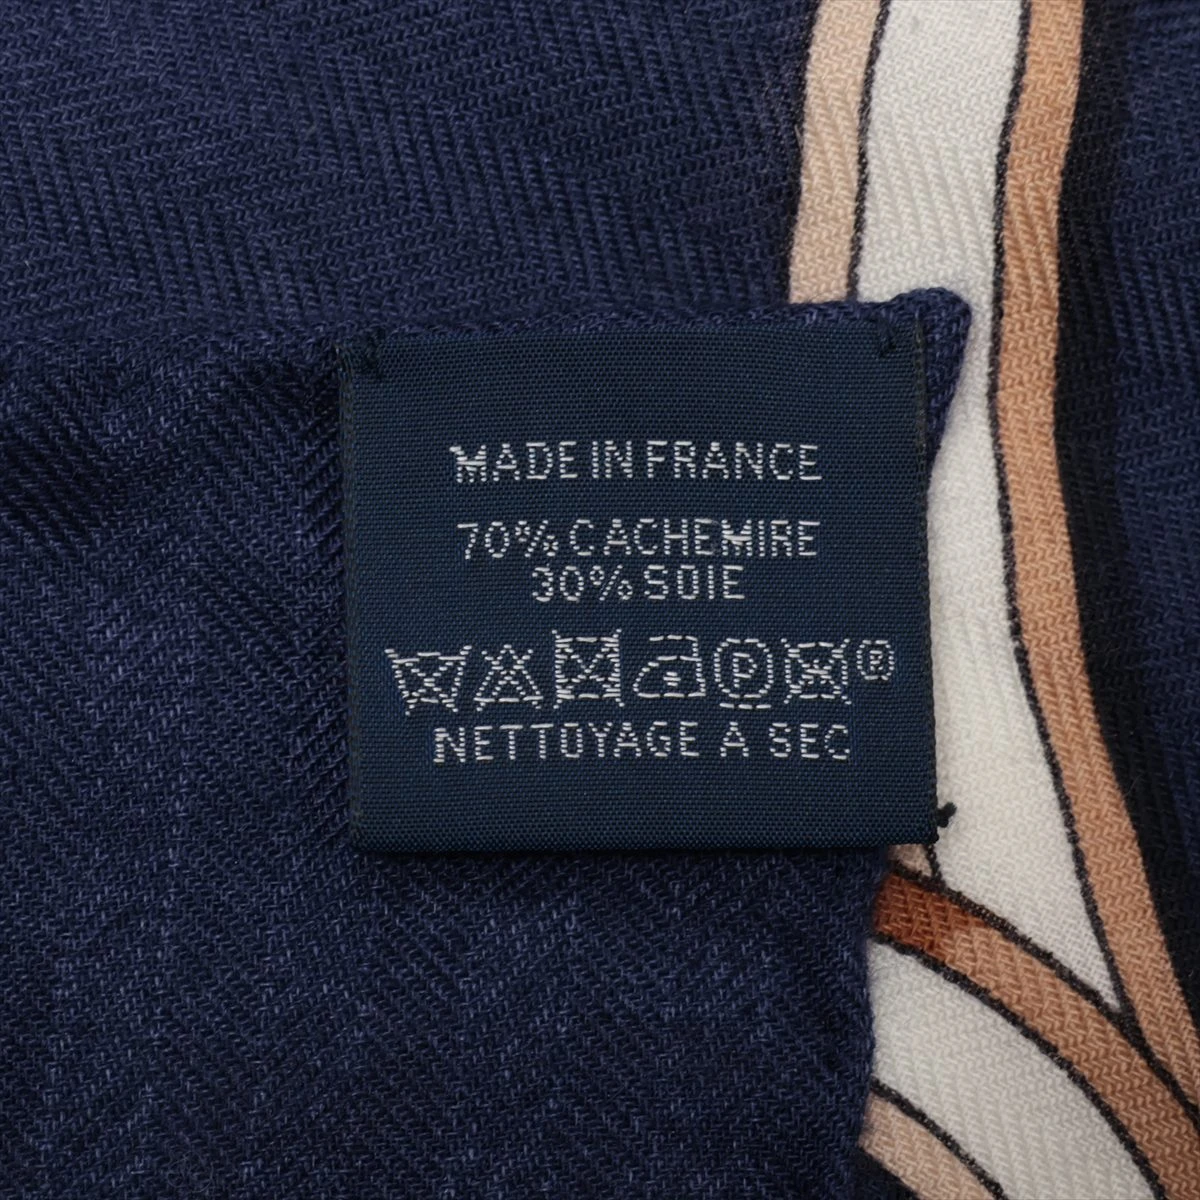 MADE IN FRANCE
70% CACHEMIRE
30% SOIE
P ®
NETTOYAGE A SEC